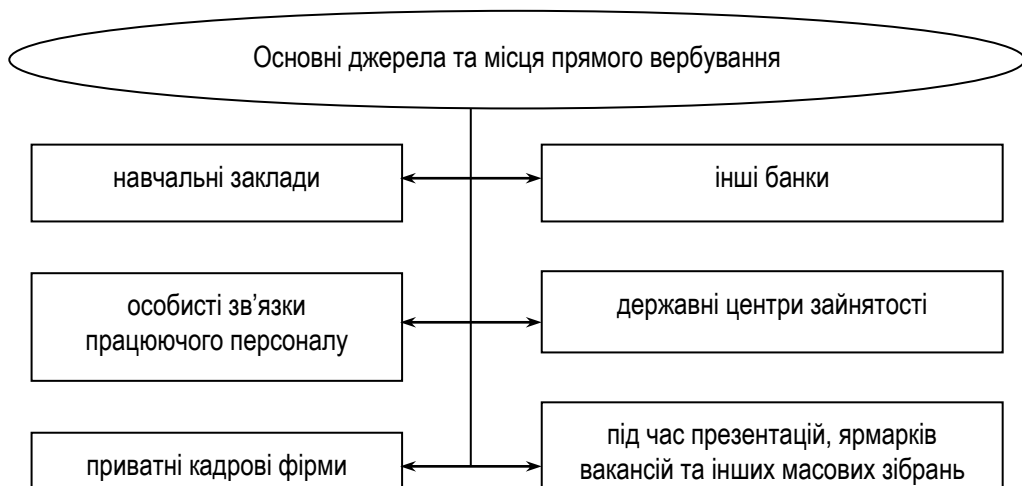 Основні джерела та місця прямого вербування
навчальні заклади
інші банки
особисті зв’язки
працюючого персоналу
державні центри зайнятості
приватні кадрові фірми
під час презентацій, ярмарків
вакансій та інших масових зібрань